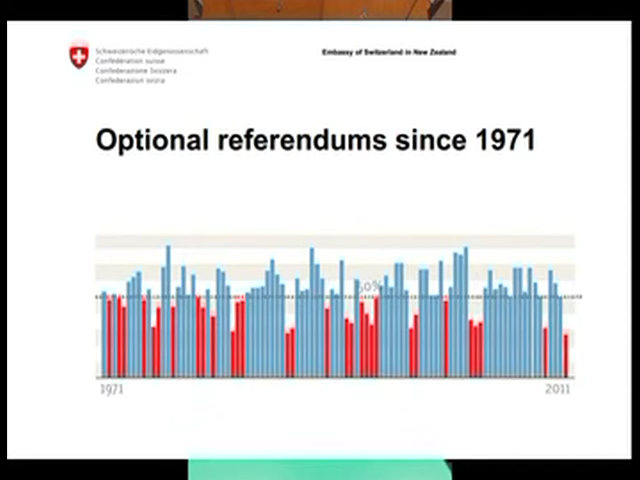 Schweizerische Eidgenossenschaft
Confédération suisse
Confederazione Svizzera
Confederaziun svizra
Embassy of Switzerland in New Zealand
Optional referendums since 1971
50%
1971
2011